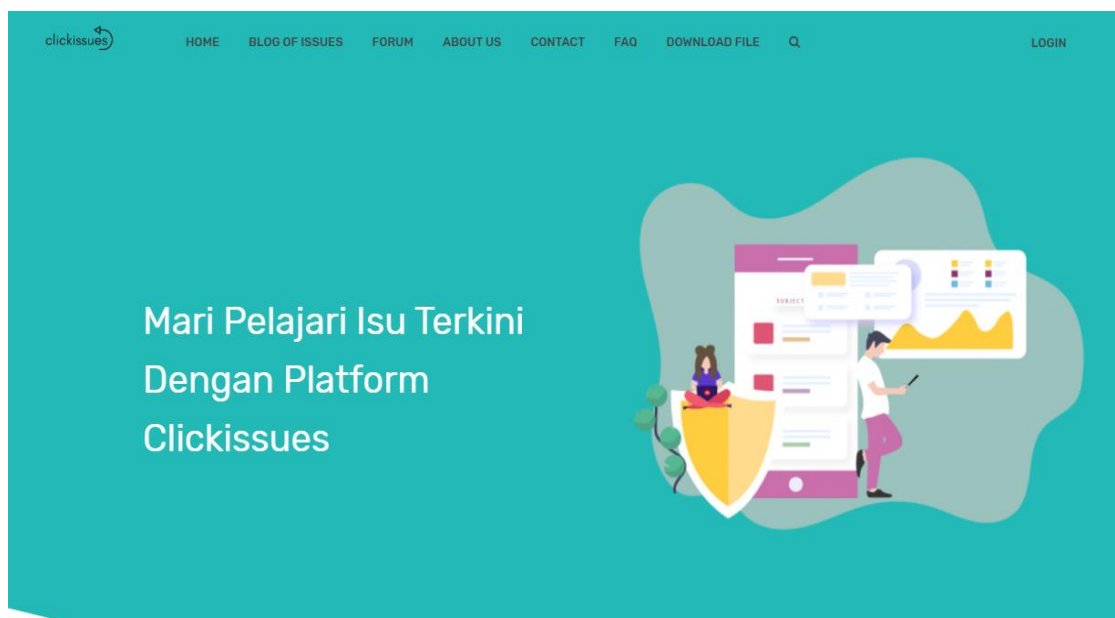 clickissues
HOME BLOG OF ISSUES FORUM ABOUT US CONTACT FAQ DOWNLOAD FILE LOGIN
Mari Pelajari Isu Terkini
Dengan Platform
Clickissues
SUBJECT